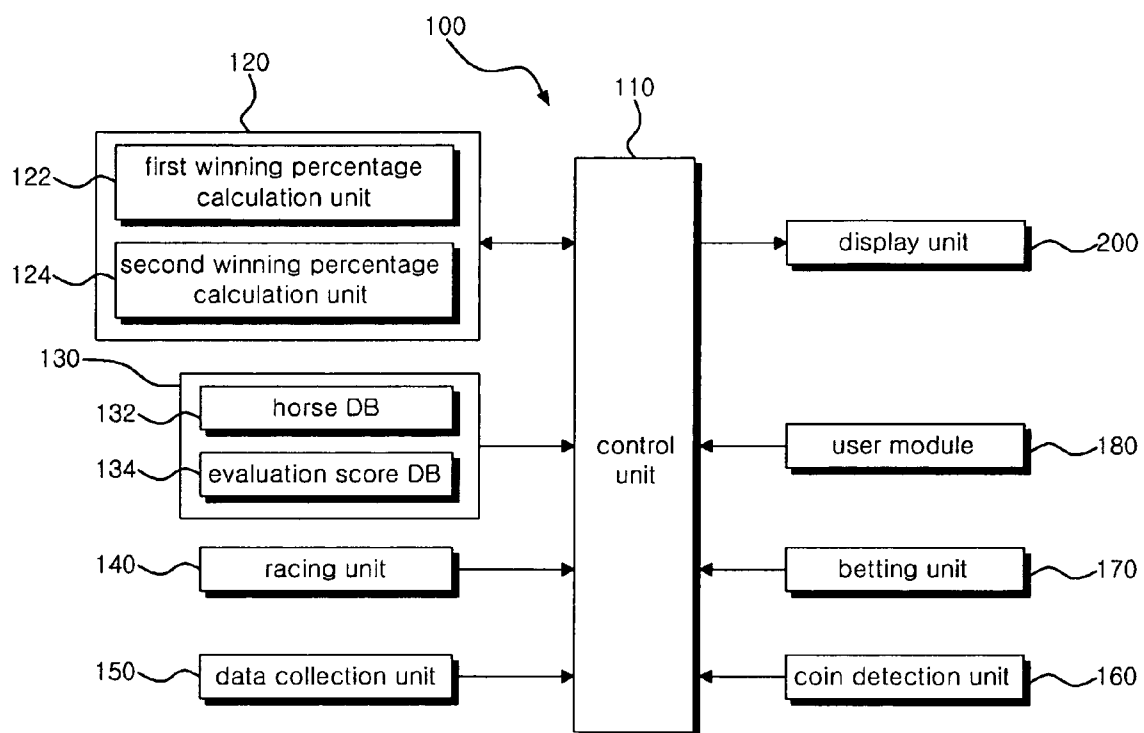 100
120
110
122
first winning percentage
calculation unit
124
second winning percentage
calculation unit
display unit
200
130
132
horse DB
134
evaluation score DB
control
unit
user module
180
140
racing unit
betting unit
170
150
data collection unit
coin detection unit
160